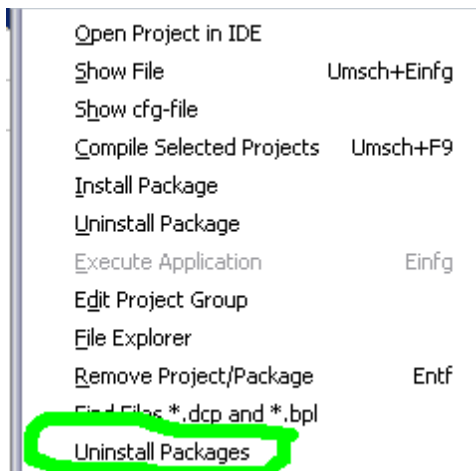 Open Project in IDE
Show File Umsch+Einfg
Show cfg-file
Compile Selected Projects Umsch+F9
Install Package
Uninstall Package
Execute Application Einfg
Edit Project Group
File Explorer
Remove Project/Package Entf
Find Files *.dcp and *.bpl
Uninstall Packages